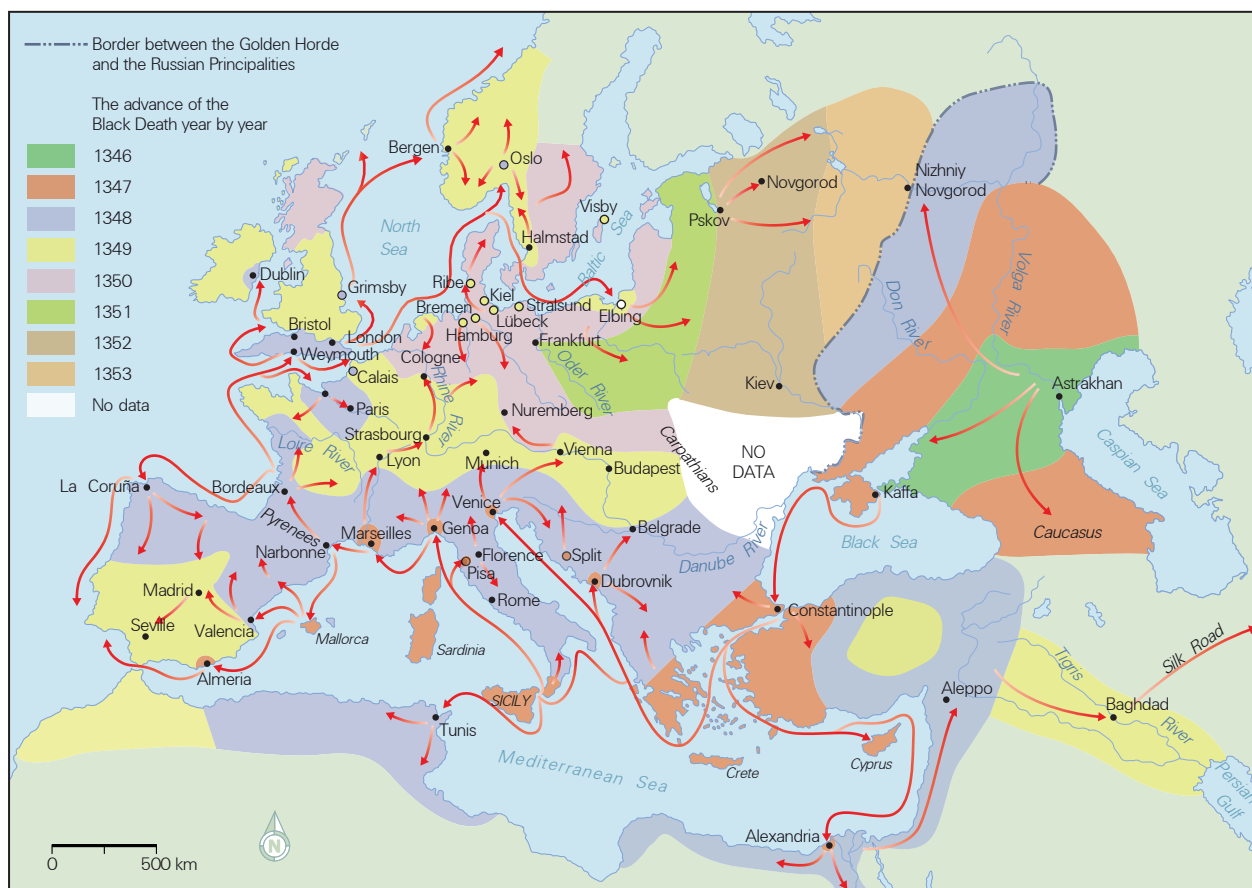 Border between the Golden Horde
and the Russian Principalities
The advance of the
Black Death year by year
1346
1347
1348
1349
1350
1351
1352
1353
No data
Bergen
Oslo
North
Sea
Visby
Baltic Sea
Halmstad
Pskov
Novgorod
Nizhniy
Novgorod
Dublin
Grimsby
Ribe
Kiel
Bremen
Stralsund
Lübeck
Hamburg
Elbing
Volga River
Don River
Bristol
London
Weymouth
Cologne
Frankfurt
Calais
Rhine
River
Oder River
Kiev
Astrakhan
Paris
Nuremberg
Strasbourg
Loire River
Lyon
Munich
Vienna
Budapest
Carpathians
NO
DATA
Caspian Sea
La Coruña
Bordeaux
Venice
Kaffa
Pyrenees
Marseilles
Genoa
Belgrade
Caucasus
Narbonne
Florence
Split
Danube River
Black Sea
Pisa
Madrid
Dubrovnik
Rome
Constantinople
Seville
Valencia
Mallorca
Sardinia
Almeria
Silk Road
Tigris
River
SICILY
Aleppo
Baghdad
Tunis
Mediterranean Sea
Crete
Cyprus
Persian
Gulf
Alexandria
N
0
500 km